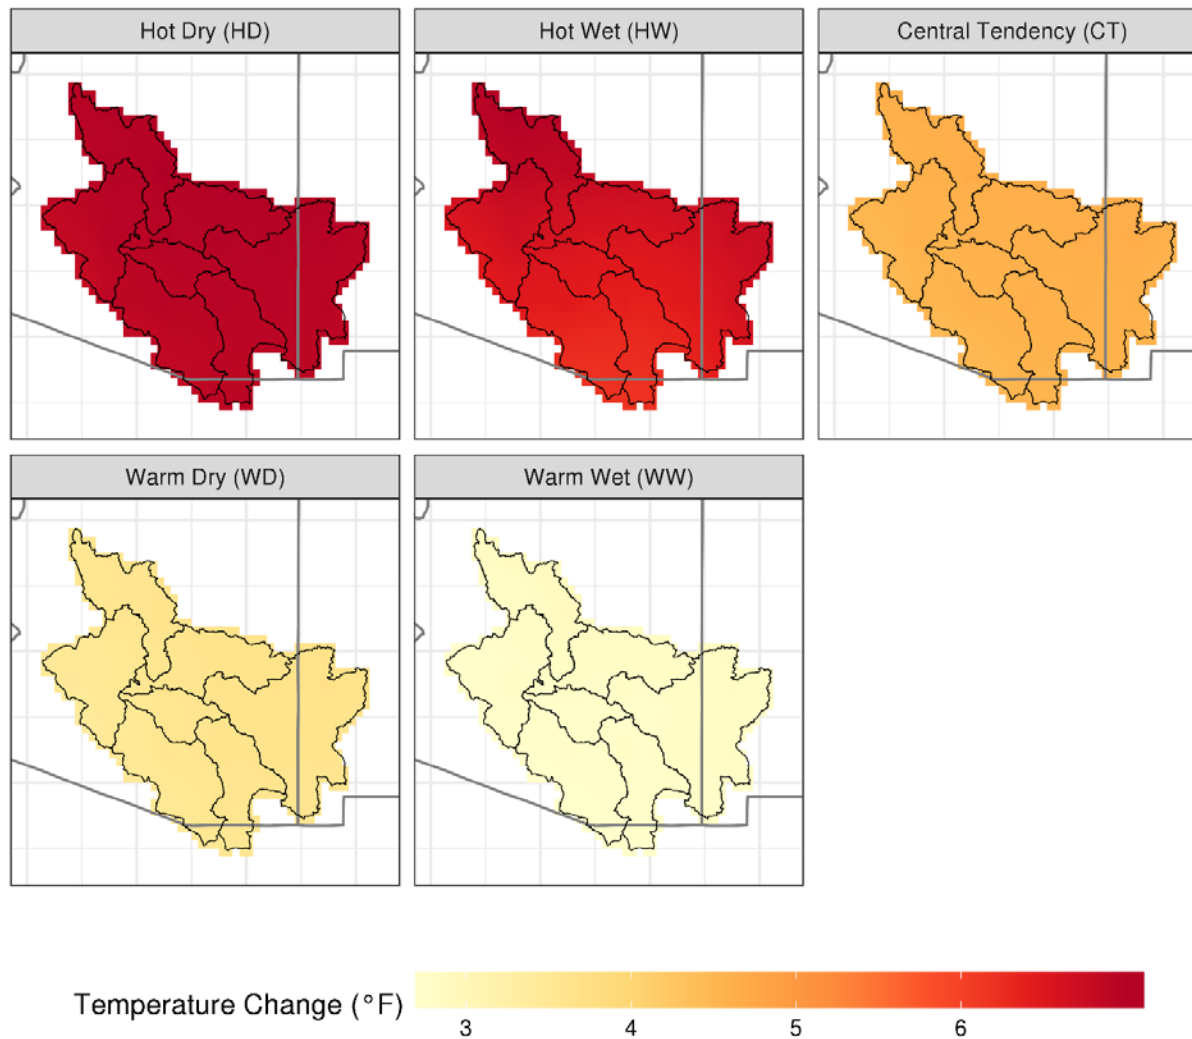 Hot Dry (HD)
Hot Wet (HW)
Central Tendency (CT)
Warm Dry (WD)
Warm Wet (WW)
Temperature Change (°F)
3
4
5
6